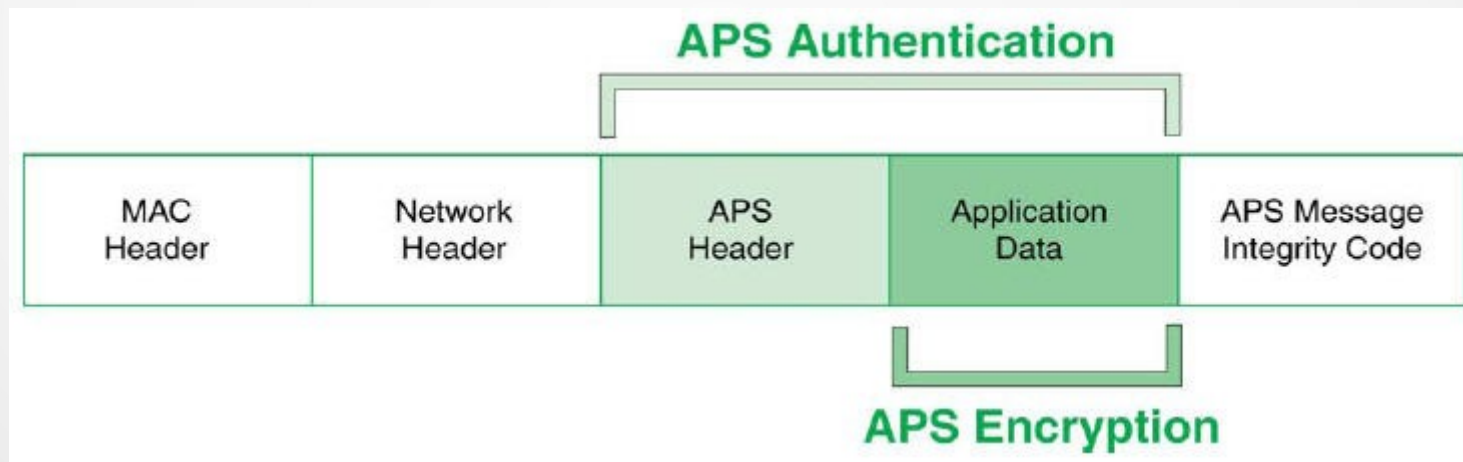 APS Authentication
MAC
Header
Network
Header
APS
Header
Application
Data
APS Message
Integrity Code
APS Encryption